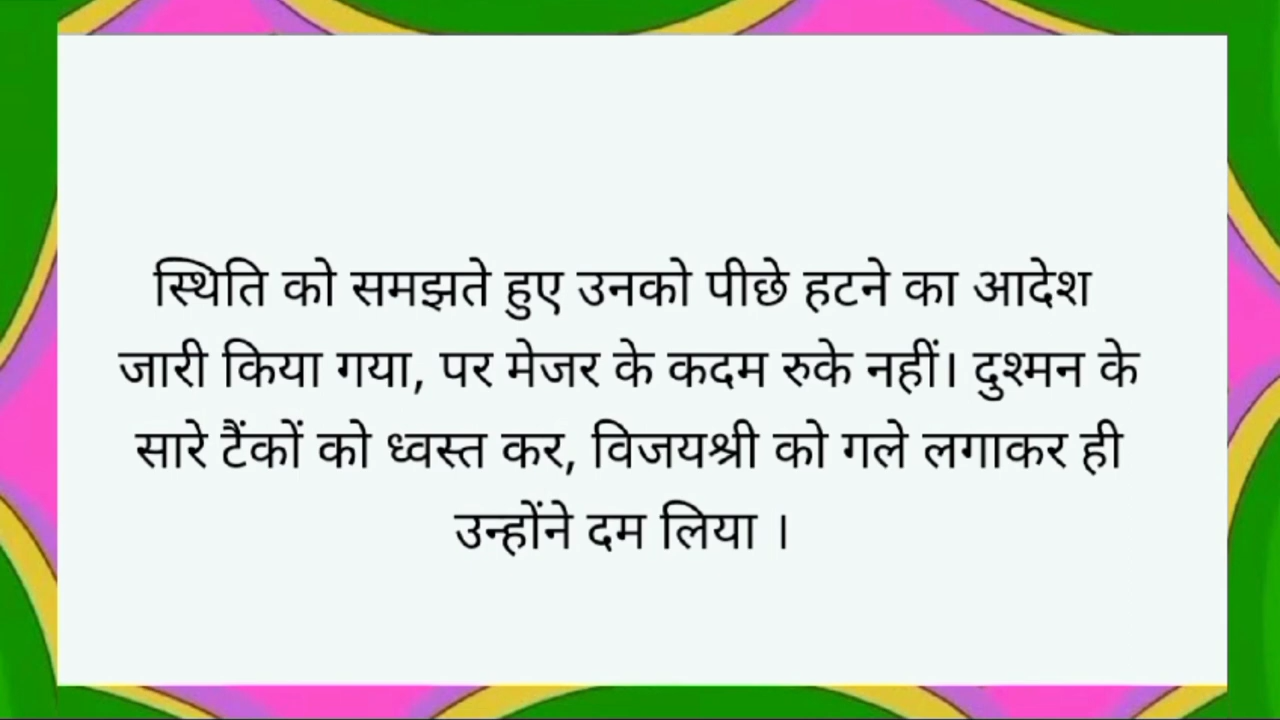 स्थिति को समझते हुए उनको पीछे हटने का आदेश
जारी किया गया, पर मेजर के कदम रुके नहीं। दुश्मन के
सारे टैंकों को ध्वस्त कर, विजयश्री को गले लगाकर ही
उन्होंने दम लिया ।